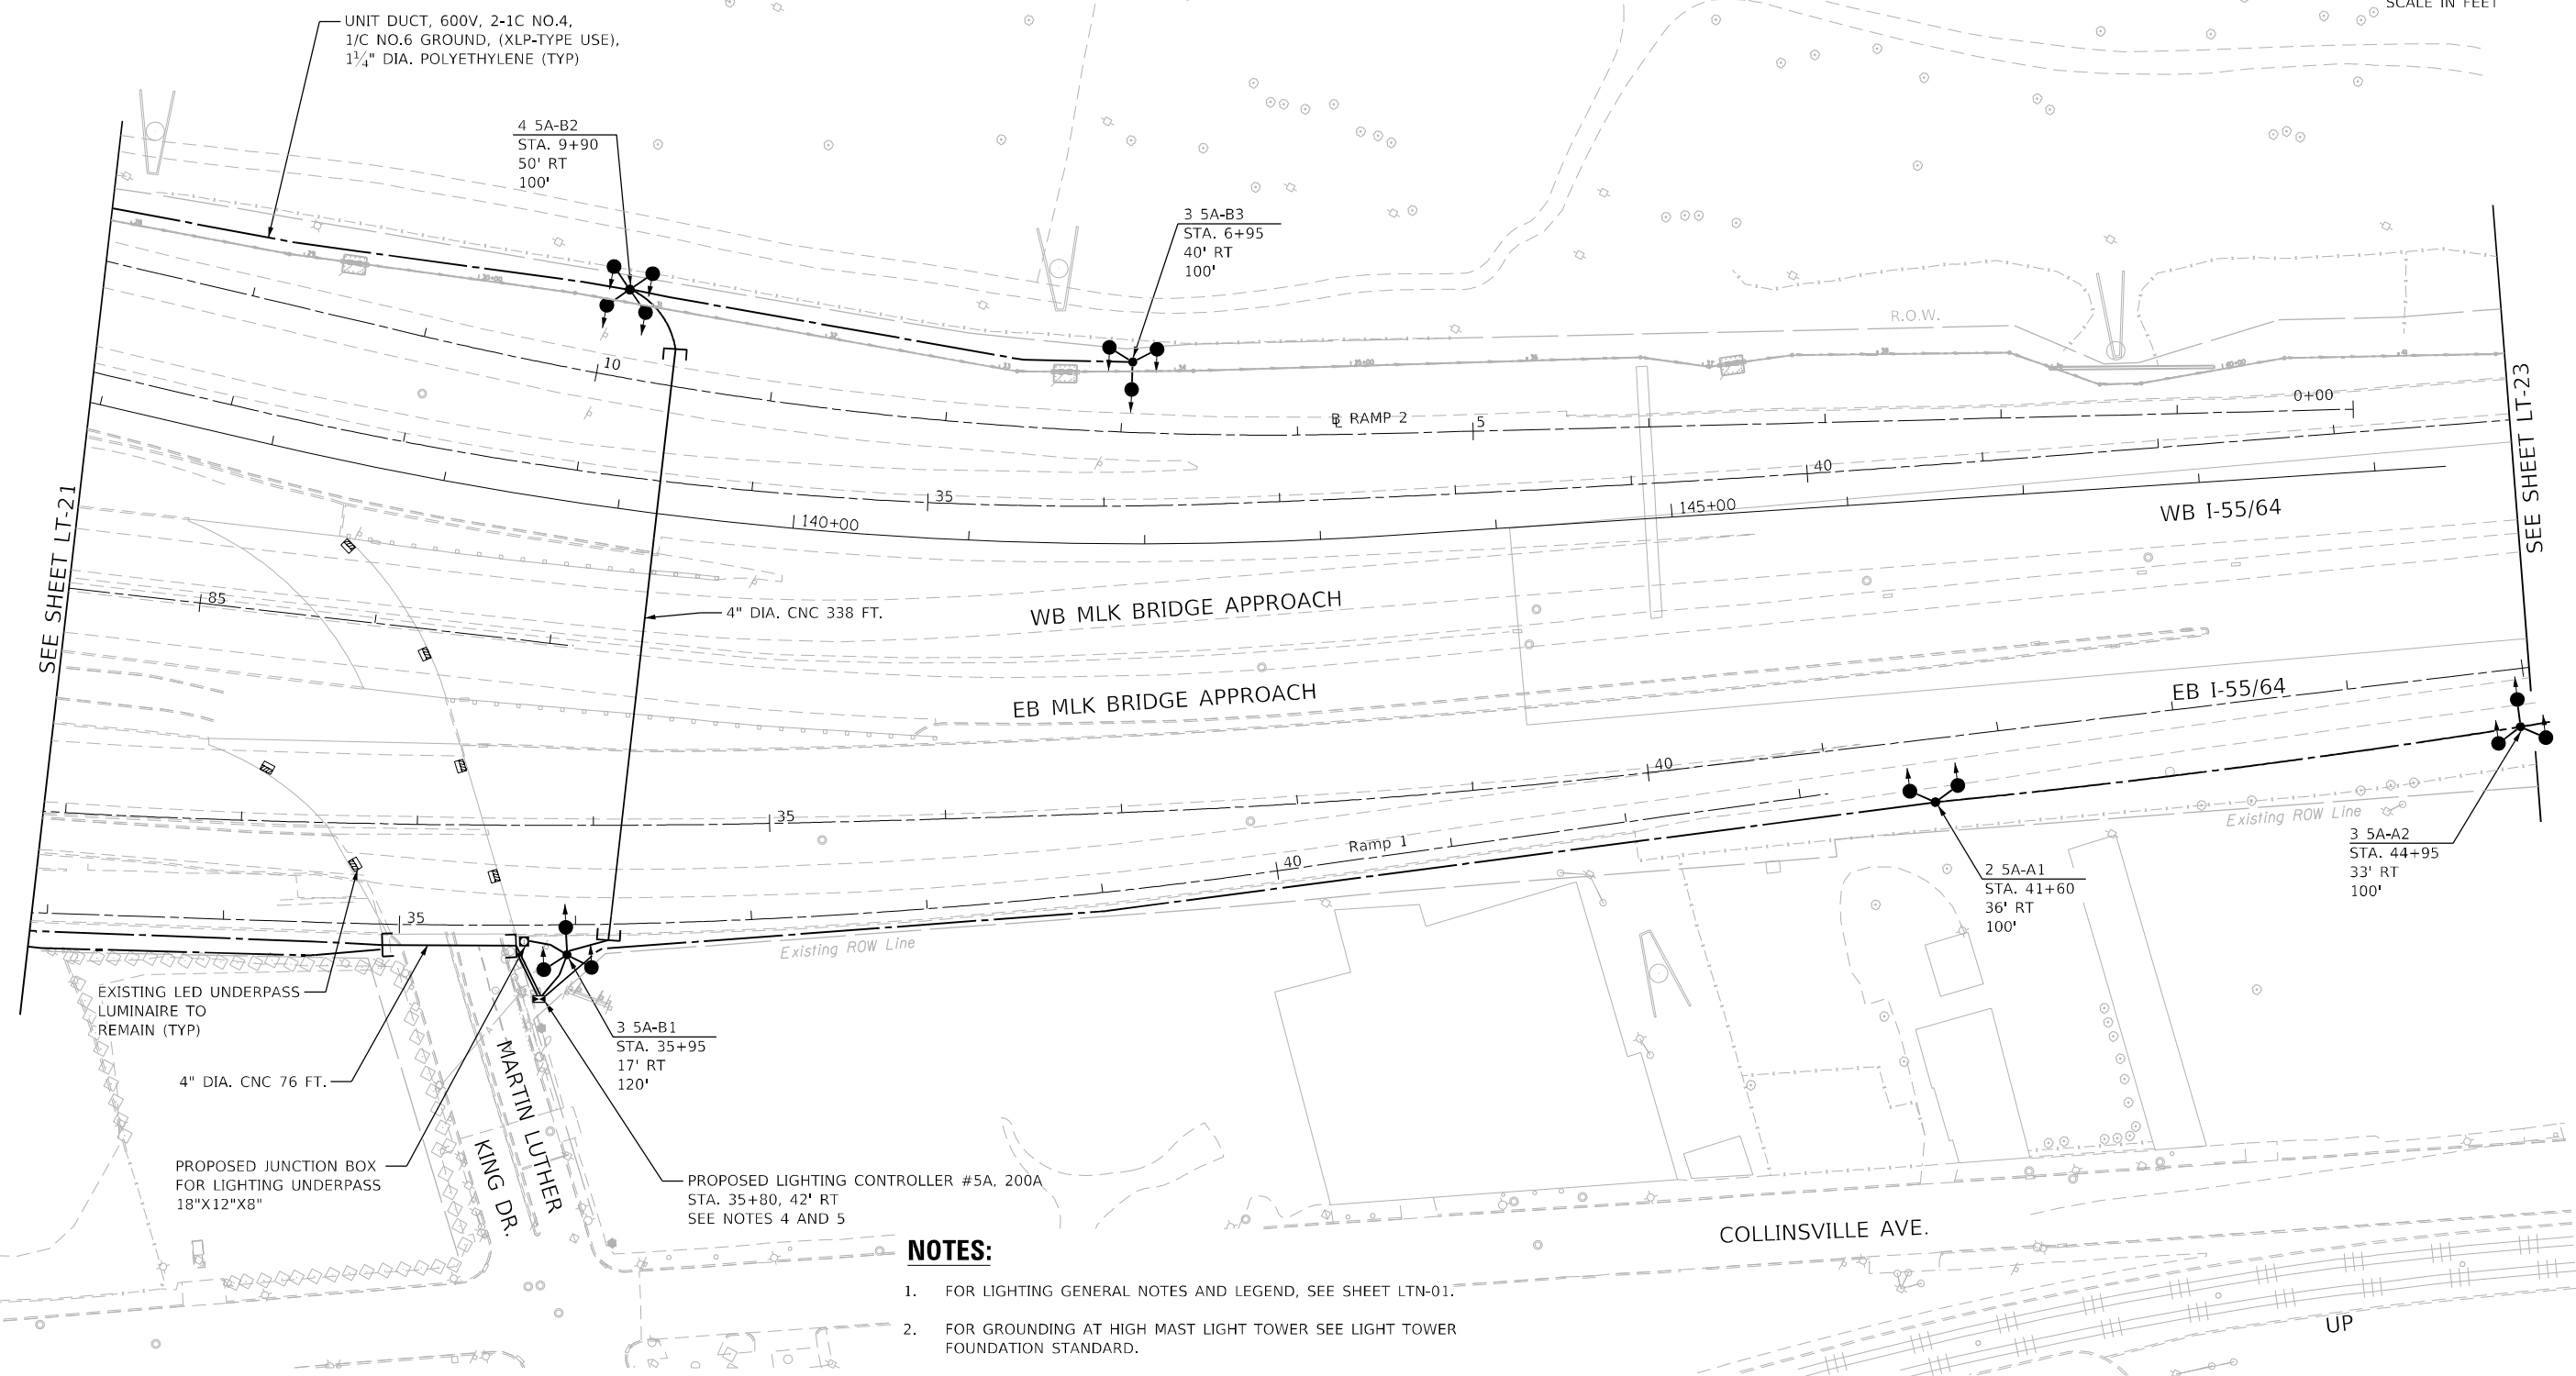 SCALE IN FEET
UNIT DUCT, 600V, 2-1C NO.4,
1/C NO.6 GROUND, (XLP-TYPE USE),
1¼" DIA. POLYETHYLENE (TYP)
4 5A-B2
STA. 9+90
50' RT
100'
3 5A-B3
STA. 6+95
40' RT
100'
R.O.W.
10
0+00
B RAMP 2
5
SEE SHEET LT-21
SEE SHEET LT-23
40
35
140+00
145+00
WB I-55/64
85
4" DIA. CNC 338 FT.
WB MLK BRIDGE APPROACH
EB MLK BRIDGE APPROACH
EB I-55/64
40
35
Ramp 1
40
35
Existing ROW Line
Existing ROW Line
3 5A-A2
STA. 44+95
33' RT
100'
2 5A-A1
STA. 41+60
36' RT
100'
EXISTING LED UNDERPASS
LUMINAIRE TO
REMAIN (TYP)
3 5A-B1
STA. 35+95
17' RT
120'
4" DIA. CNC 76 FT.
MARTIN LUTHER
KING DR.
PROPOSED JUNCTION BOX
FOR LIGHTING UNDERPASS
18"X12"X8"
PROPOSED LIGHTING CONTROLLER #5A, 200A
STA. 35+80, 42' RT
SEE NOTES 4 AND 5
COLLINSVILLE AVE.
UP
NOTES:
1. FOR LIGHTING GENERAL NOTES AND LEGEND, SEE SHEET LTN-01.
2. FOR GROUNDING AT HIGH MAST LIGHT TOWER SEE LIGHT TOWER
FOUNDATION STANDARD.